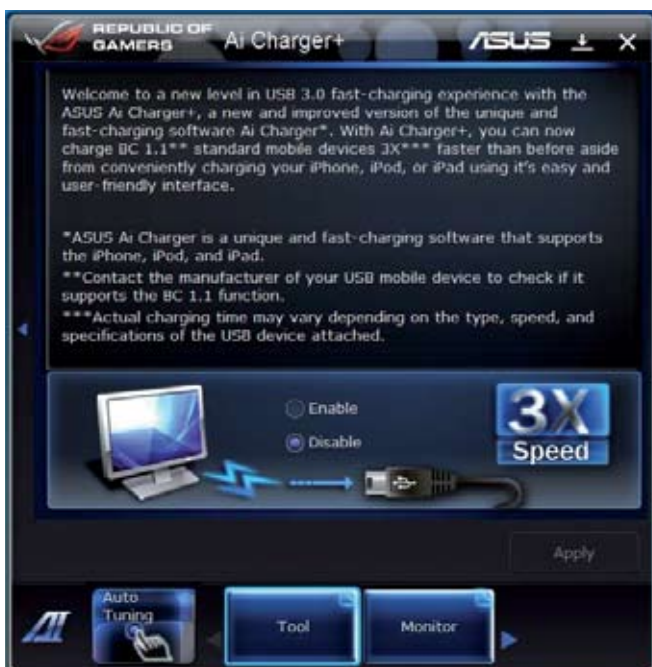 REPUBLIC OF
GAMERS
Ai Charger+
ASUS
Welcome to a new level in USB 3.0 fast-charging experience with the
ASUS Ai Charger+, a new and improved version of the unique and
fast-charging software Ai Charger*. With Ai Charger+, you can now
charge BC 1.1** standard mobile devices 3X*** faster than before aside
from conveniently charging your iPhone, iPod, or iPad using it's easy and
user-friendly interface.
*ASUS Ai Charger is a unique and fast-charging software that supports
the iPhone, iPod, and iPad.
**Contact the manufacturer of your USB mobile device to check if it
supports the BC 1.1 function.
***Actual charging time may vary depending on the type, speed, and
specifications of the USB device attached.
Enable
Disable
3X
Speed
Apply
AI
Auto
Tuning
Tool
Monitor